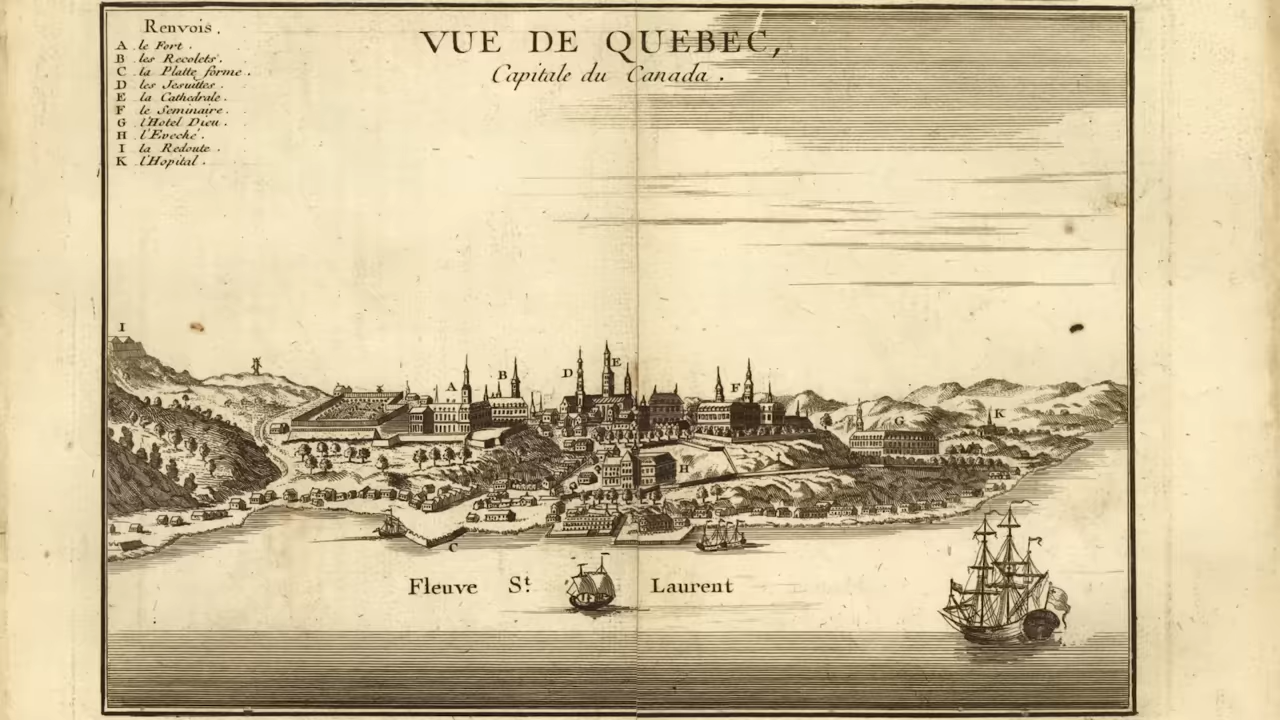 Renvois.
A le Fort.
B les Recolets.
C la Platte forme.
D les Jesuittes.
E la Cathedrale.
F le Seminaire.
G l'Hotel Dieu.
H l'Eveché.
I la Redoute.
K l'Hopital.
VUE DE QUEBEC,
Capitale du Canada.
I
A
B
D
E
F
G
K
H
C
Fleuve St. Laurent